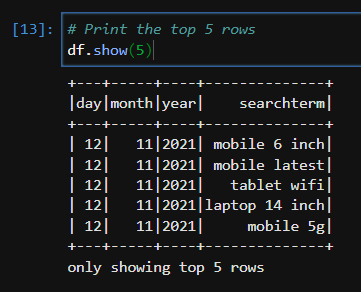 [13]: # Print the top 5 rows
df.show(5)
+---+-----+----+--------------+
|day|month|year|    searchterm|
+---+-----+----+--------------+
| 12|   11|2021| mobile 6 inch|
| 12|   11|2021| mobile latest|
| 12|   11|2021|   tablet wifi|
| 12|   11|2021|laptop 14 inch|
| 12|   11|2021|     mobile 5g|
+---+-----+----+--------------+
only showing top 5 rows